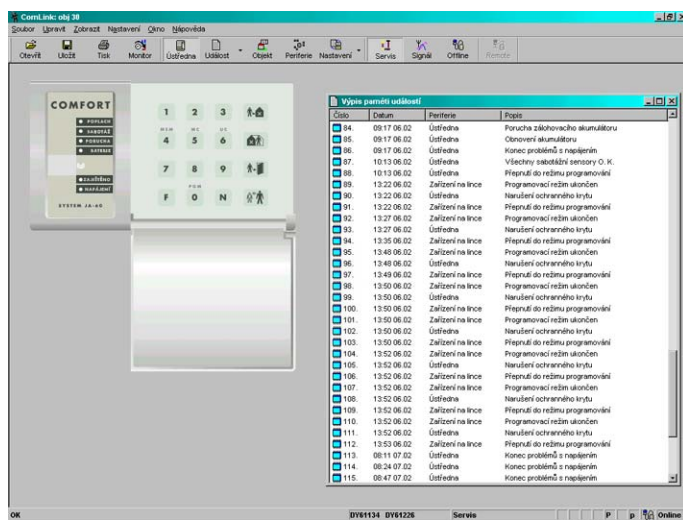 ComLink: obj 30
Soubor Upravit Zobrazit Nastavení Okno Nápověda
Otevřít Uložit Tisk Monitor Ústředna Událost Objekt Periferie Nastavení Servis Signál Offline Remote
COMFORT
POPLACH
SABOTÁŽ
PORUCHA
BATERIE
ZAJIŠTĚNO
NAPÁJENÍ
SYSTEM JA-60
1 2 3
MEM MC US
4 5 6
7 8 9
PGM
F 0 N
Výpis paměti událostí
Číslo Datum Periferie Popis
84. 09:17 06.02 Ústředna Porucha zálohovacího akumulátoru
85. 09:17 06.02 Ústředna Obnovení akumulátoru
86. 09:17 06.02 Ústředna Konec problémů s napájením
87. 10:13 06.02 Ústředna Všechny sabotážní sensory O. K.
88. 10:13 06.02 Ústředna Přepnutí do režimu programování
89. 13:22 06.02 Zařízení na lince Programovací režim ukončen
90. 13:22 06.02 Ústředna Narušení ochranného krytu
91. 13:22 06.02 Zařízení na lince Přepnutí do režimu programování
92. 13:27 06.02 Zařízení na lince Programovací režim ukončen
93. 13:27 06.02 Ústředna Narušení ochranného krytu
94. 13:35 06.02 Zařízení na lince Přepnutí do režimu programování
95. 13:48 06.02 Zařízení na lince Programovací režim ukončen
96. 13:48 06.02 Ústředna Narušení ochranného krytu
97. 13:49 06.02 Zařízení na lince Přepnutí do režimu programování
98. 13:50 06.02 Zařízení na lince Programovací režim ukončen
99. 13:50 06.02 Ústředna Narušení ochranného krytu
100. 13:50 06.02 Zařízení na lince Přepnutí do režimu programování
101. 13:50 06.02 Zařízení na lince Programovací režim ukončen
102. 13:50 06.02 Ústředna Narušení ochranného krytu
103. 13:50 06.02 Zařízení na lince Přepnutí do režimu programování
104. 13:52 06.02 Zařízení na lince Programovací režim ukončen
105. 13:52 06.02 Ústředna Narušení ochranného krytu
106. 13:52 06.02 Zařízení na lince Přepnutí do režimu programování
107. 13:52 06.02 Zařízení na lince Programovací režim ukončen
108. 13:52 06.02 Ústředna Narušení ochranného krytu
109. 13:52 06.02 Zařízení na lince Přepnutí do režimu programování
110. 13:52 06.02 Zařízení na lince Programovací režim ukončen
111. 13:52 06.02 Ústředna Narušení ochranného krytu
112. 13:53 06.02 Zařízení na lince Přepnutí do režimu programování
113. 08:11 07.02 Ústředna Konec problémů s napájením
114. 08:24 07.02 Ústředna Konec problémů s napájením
115. 08:47 07.02 Ústředna Konec problémů s napájením
OK DY61134 DY61226 Servis P p Online